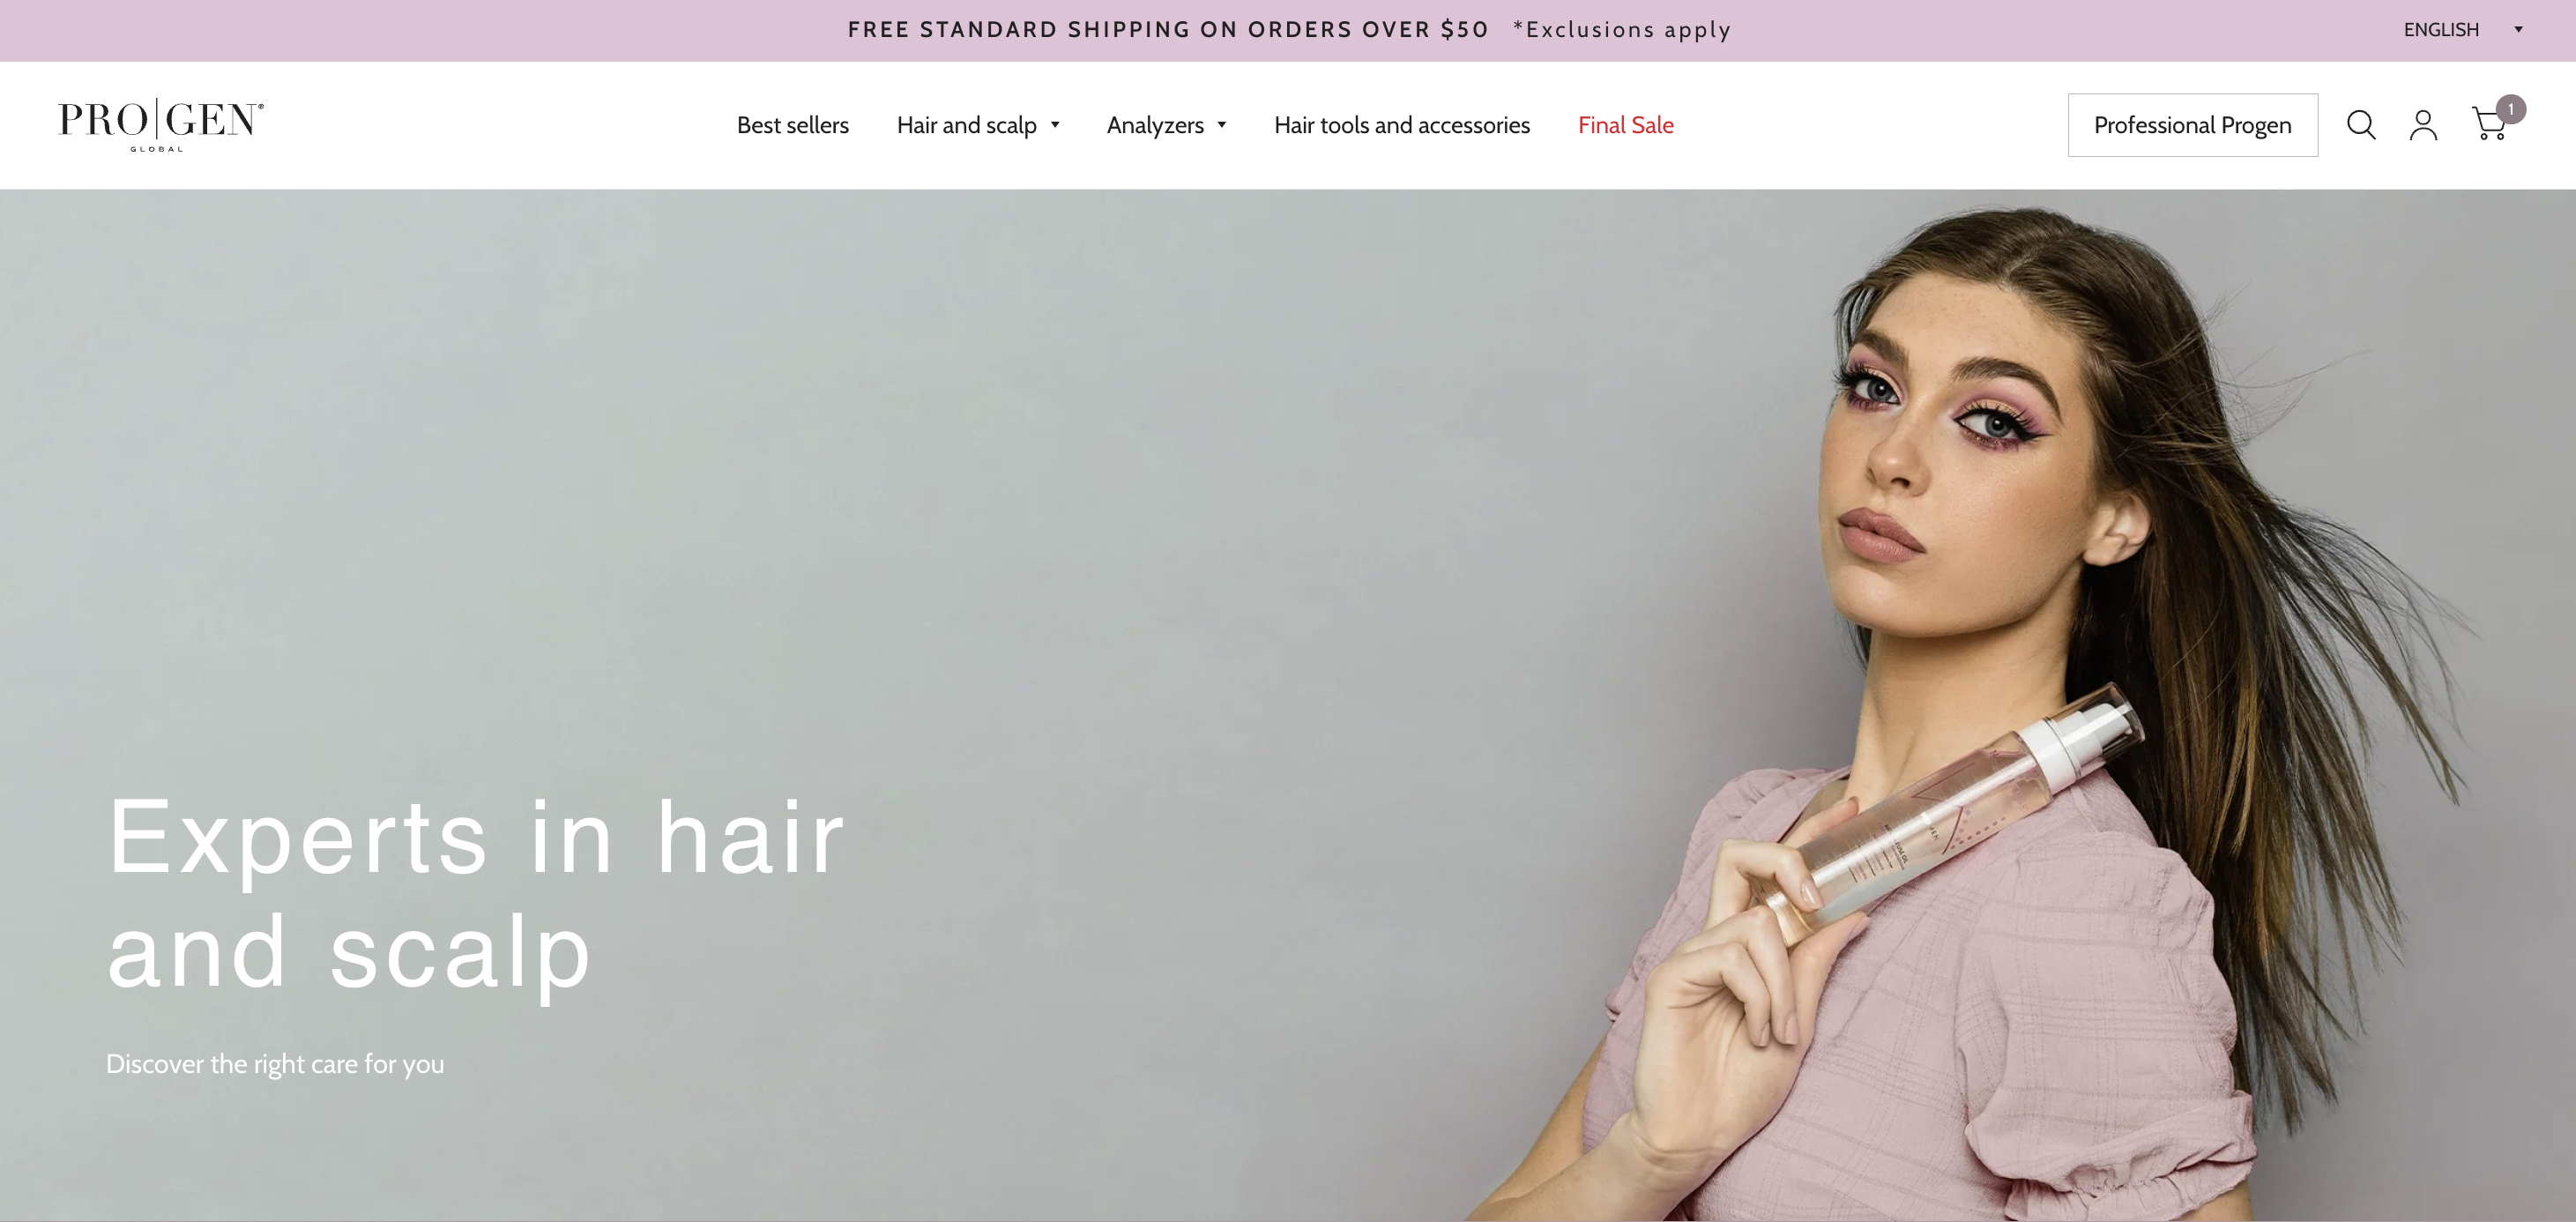 FREE STANDARD SHIPPING ON ORDERS OVER $50 *Exclusions apply
ENGLISH
PRO|GEN®
GLOBAL
Best sellers
Hair and scalp
Analyzers
Hair tools and accessories
Final Sale
Professional Progen
1
Experts in hair
and scalp
Discover the right care for you